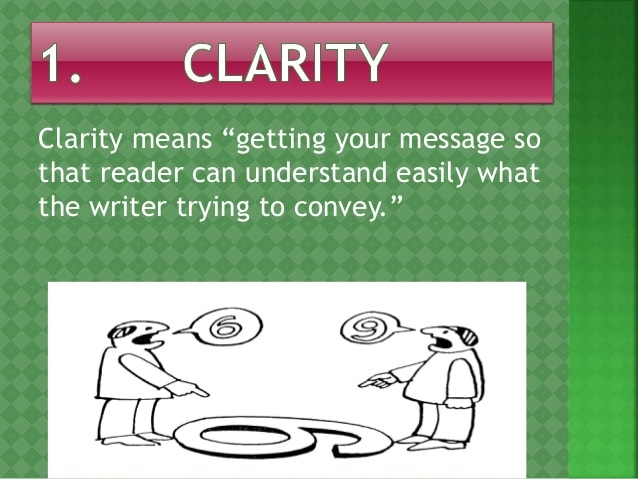 1. CLARITY
Clarity means “getting your message so
that reader can understand easily what
the writer trying to convey.”
6
9
6